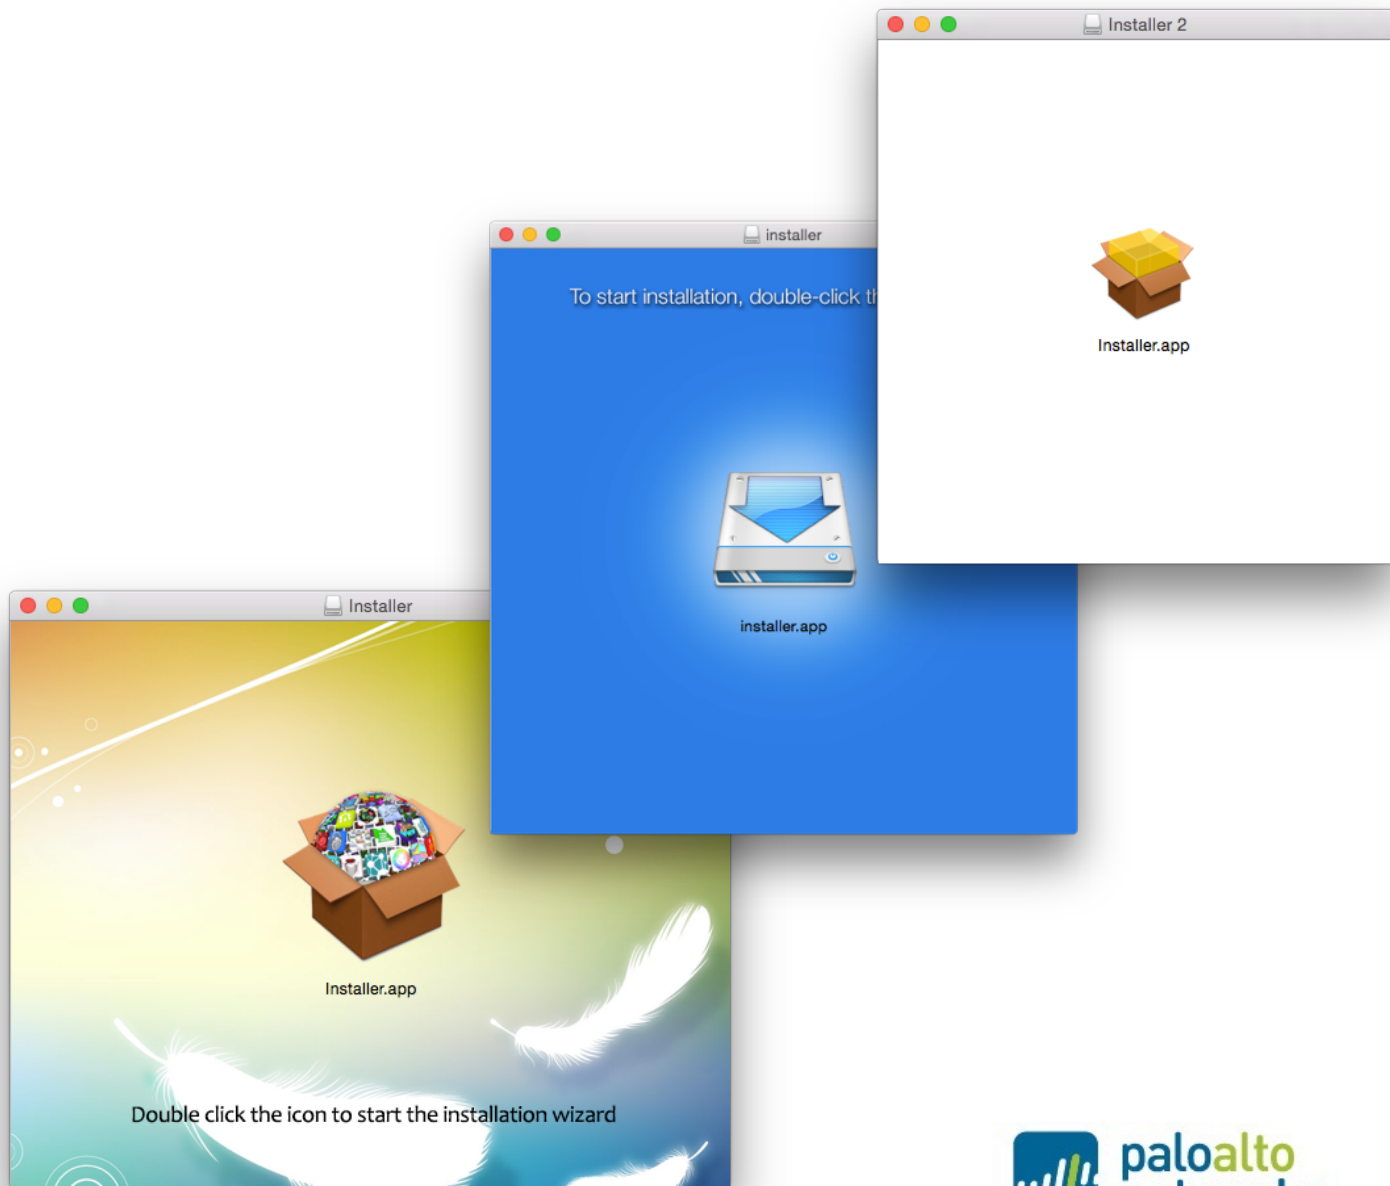 Installer 2
Installer.app
installer
To start installation, double-click
installer.app
Installer
Installer.app
Double click the icon to start the installation wizard
paloalto